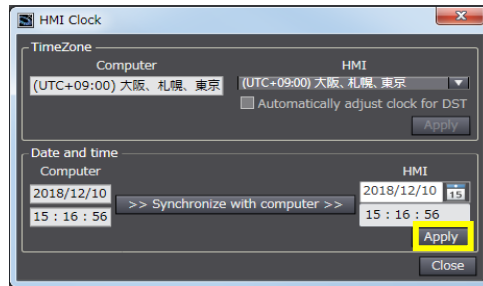 HMI Clock
TimeZone
Computer
HMI
(UTC+09:00) 大阪、札幌、東京
(UTC+09:00) 大阪、札幌、東京
Automatically adjust clock for DST
Apply
Date and time
Computer
HMI
2018/12/10
>> Synchronize with computer >>
2018/12/10
15
15 : 16 : 56
15 : 16 : 56
Apply
Close